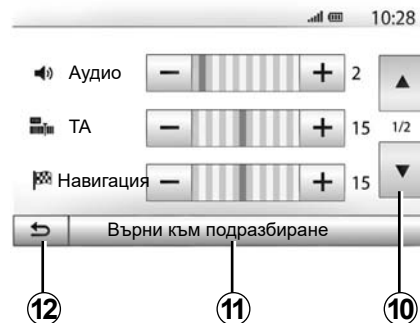 10:28
Аудио − + 2
TA − + 15 1/2
Навигация − + 15
Върни към подразбиране
12 11 10